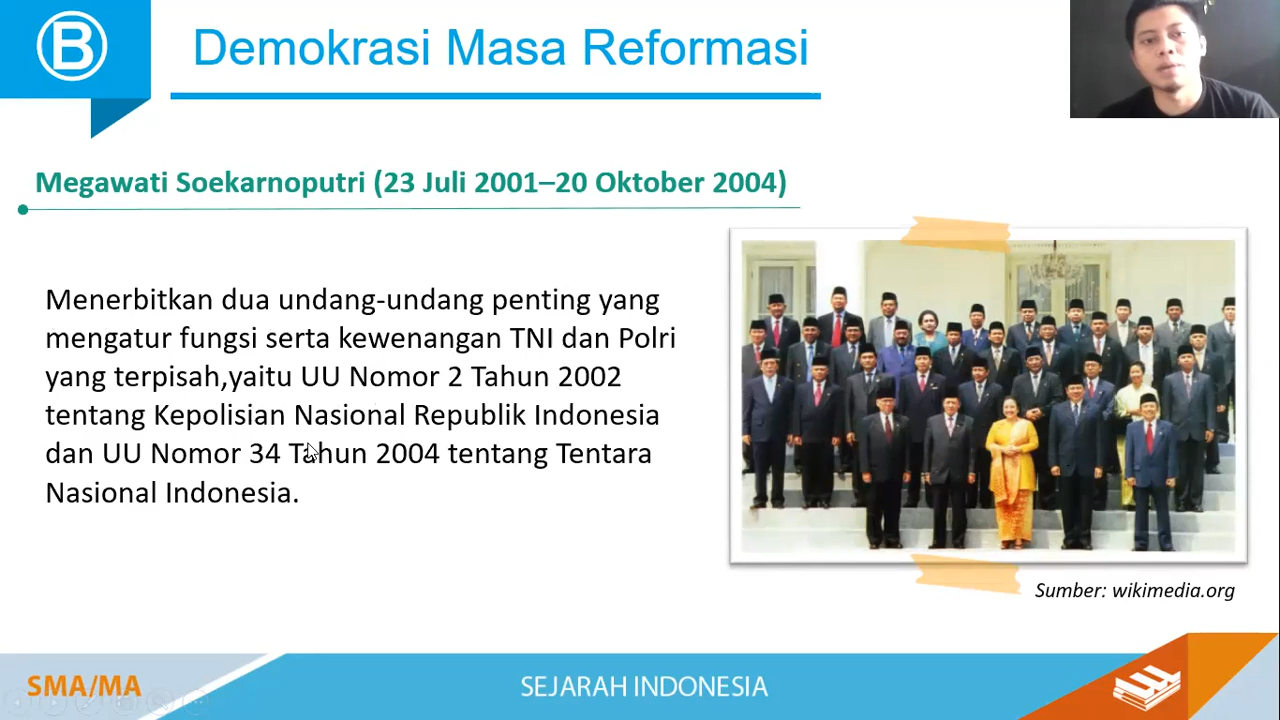 B
Demokrasi Masa Reformasi
Megawati Soekarnoputri (23 Juli 2001–20 Oktober 2004)
Menerbitkan dua undang-undang penting yang
mengatur fungsi serta kewenangan TNI dan Polri
yang terpisah,yaitu UU Nomor 2 Tahun 2002
tentang Kepolisian Nasional Republik Indonesia
dan UU Nomor 34 Tahun 2004 tentang Tentara
Nasional Indonesia.
Sumber: wikimedia.org
SMA/MA
SEJARAH INDONESIA